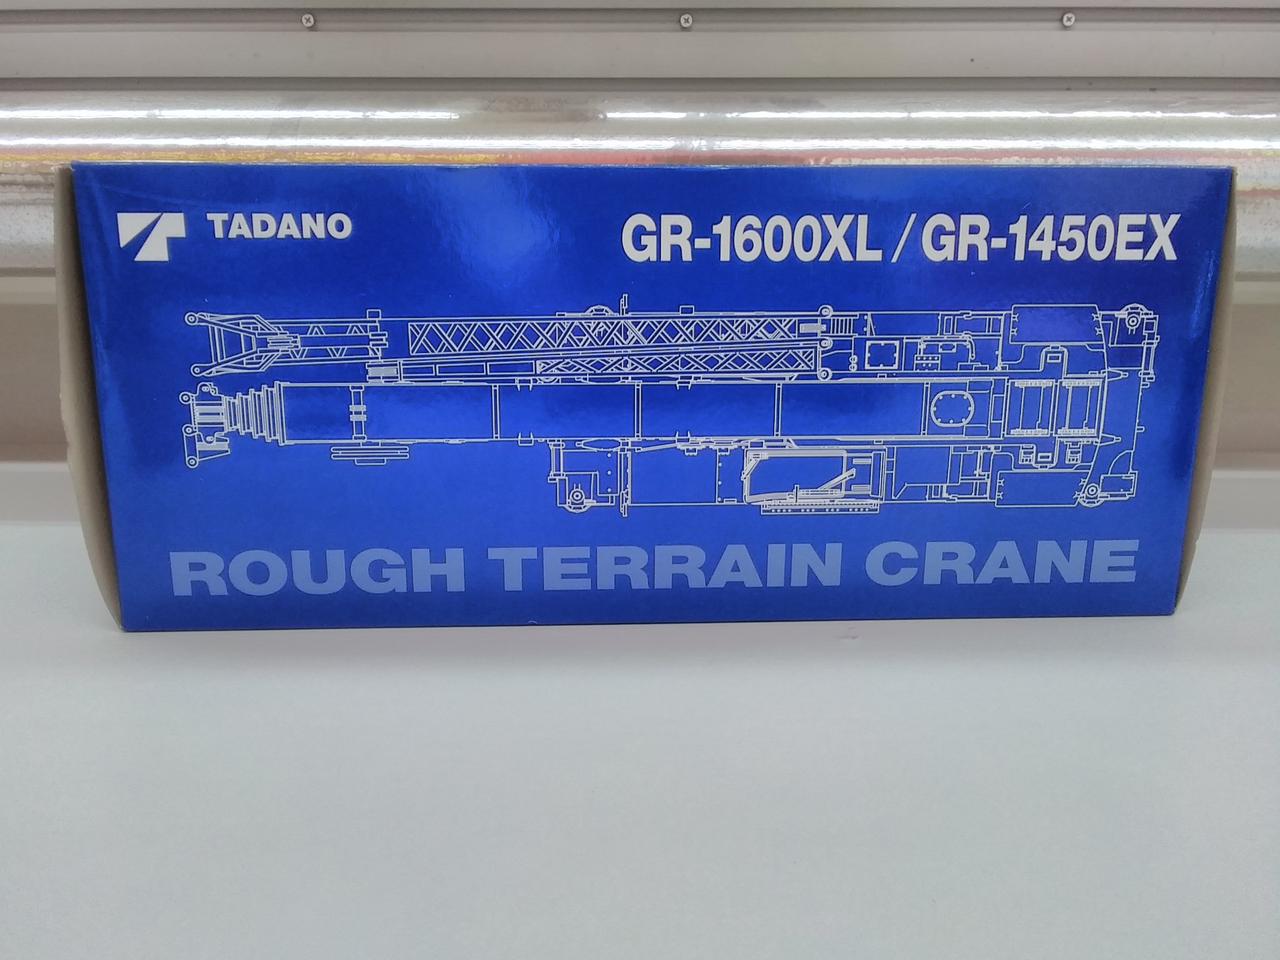 TADANO
GR-1600XL / GR-1450EX
ROUGH TERRAIN CRANE